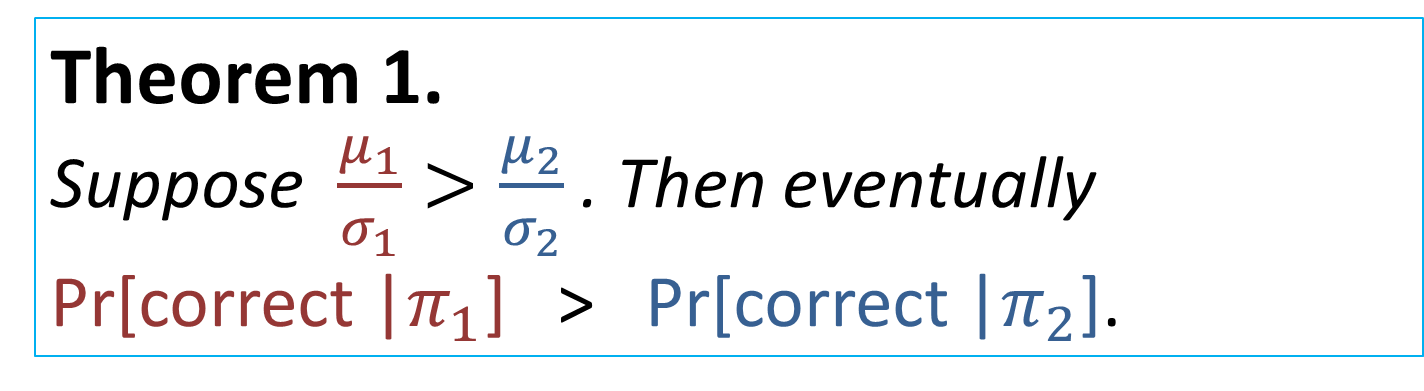 Theorem 1.
Suppose μ₁/σ₁ > μ₂/σ₂ . Then eventually
Pr[correct |π₁] > Pr[correct |π₂].